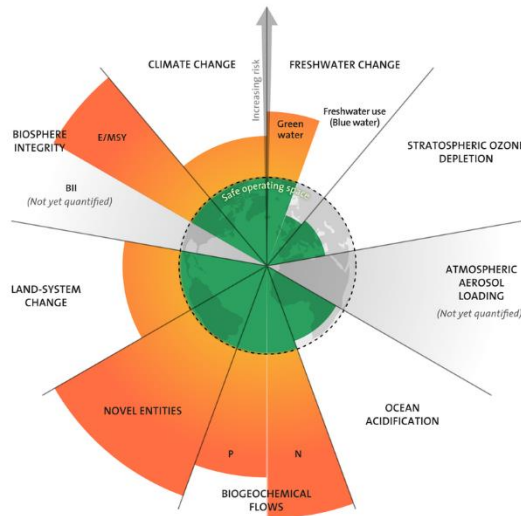 CLIMATE CHANGE
FRESHWATER CHANGE
Increasing risk
Green
water
Freshwater use
(Blue water)
STRATOSPHERIC OZONE
DEPLETION
BIOSPHERE
INTEGRITY
E/MSY
BII
(Not yet quantified)
Safe operating space
LAND-SYSTEM
CHANGE
ATMOSPHERIC
AEROSOL
LOADING
(Not yet quantified)
NOVEL ENTITIES
OCEAN
ACIDIFICATION
P
N
BIOGEOCHEMICAL
FLOWS